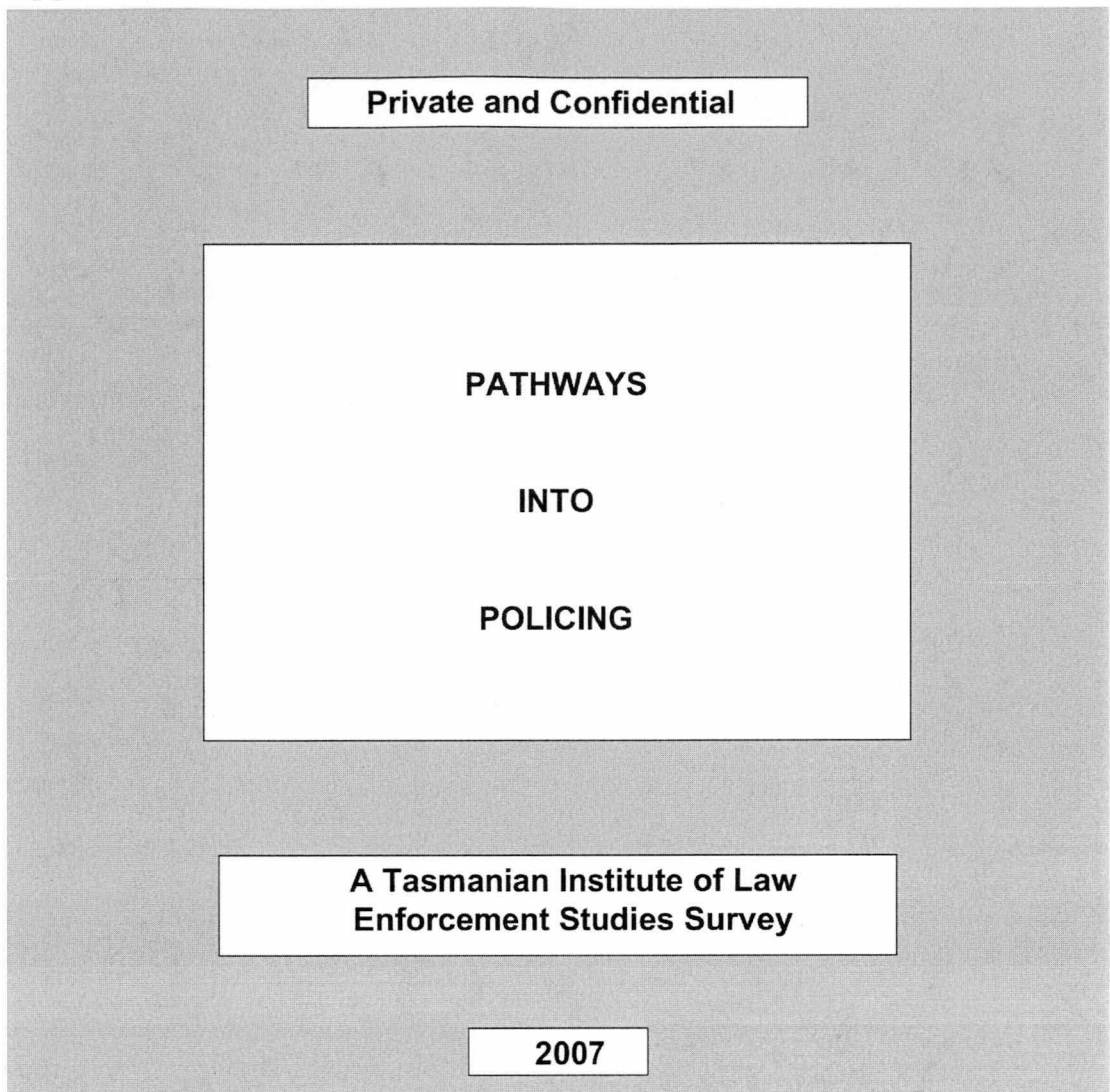 Private and Confidential
PATHWAYS
INTO
POLICING
A Tasmanian Institute of Law
Enforcement Studies Survey
2007